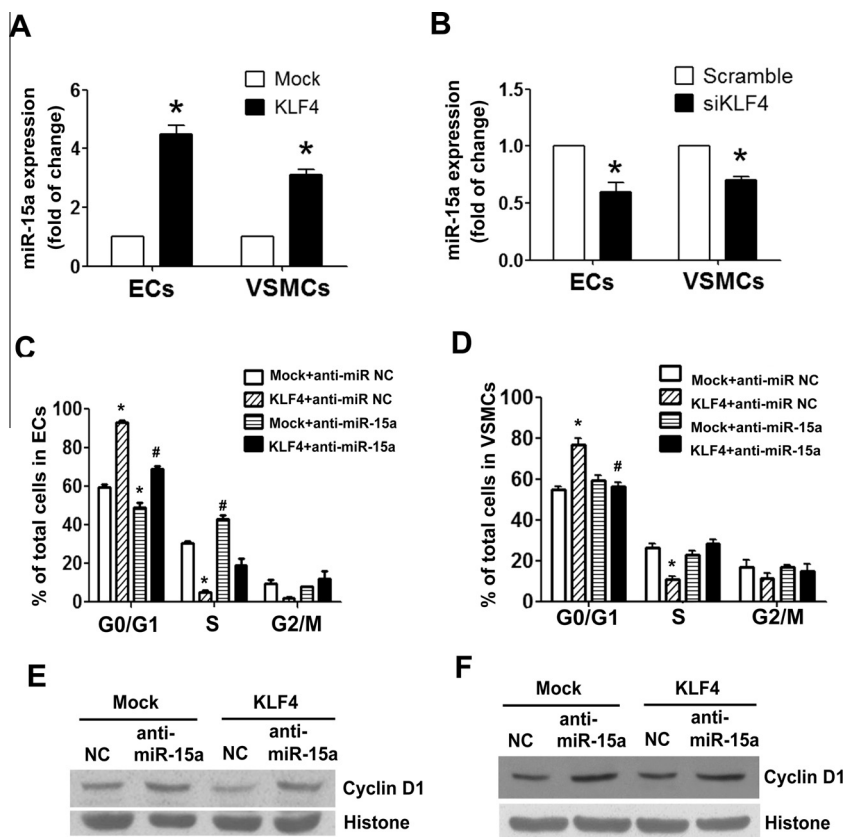 A
miR-15a expression
(fold of change)
6
4
2
0
Mock
KLF4
*
*
ECs
VSMCs
B
miR-15a expression
(fold of change)
1.5
1.0
0.5
0.0
Scramble
siKLF4
*
*
ECs
VSMCs
C
% of total cells in ECs
100
80
60
40
20
0
Mock+anti-miR NC
KLF4+anti-miR NC
Mock+anti-miR-15a
KLF4+anti-miR-15a
*
*
#
*
#
G0/G1
S
G2/M
D
% of total cells in VSMCs
100
80
60
40
20
0
Mock+anti-miR NC
KLF4+anti-miR NC
Mock+anti-miR-15a
KLF4+anti-miR-15a
*
#
*
G0/G1
S
G2/M
E
Mock
KLF4
NC
anti-
miR-15a
NC
anti-
miR-15a
Cyclin D1
Histone
F
Mock
KLF4
NC
anti-
miR-15a
NC
anti-
miR-15a
Cyclin D1
Histone